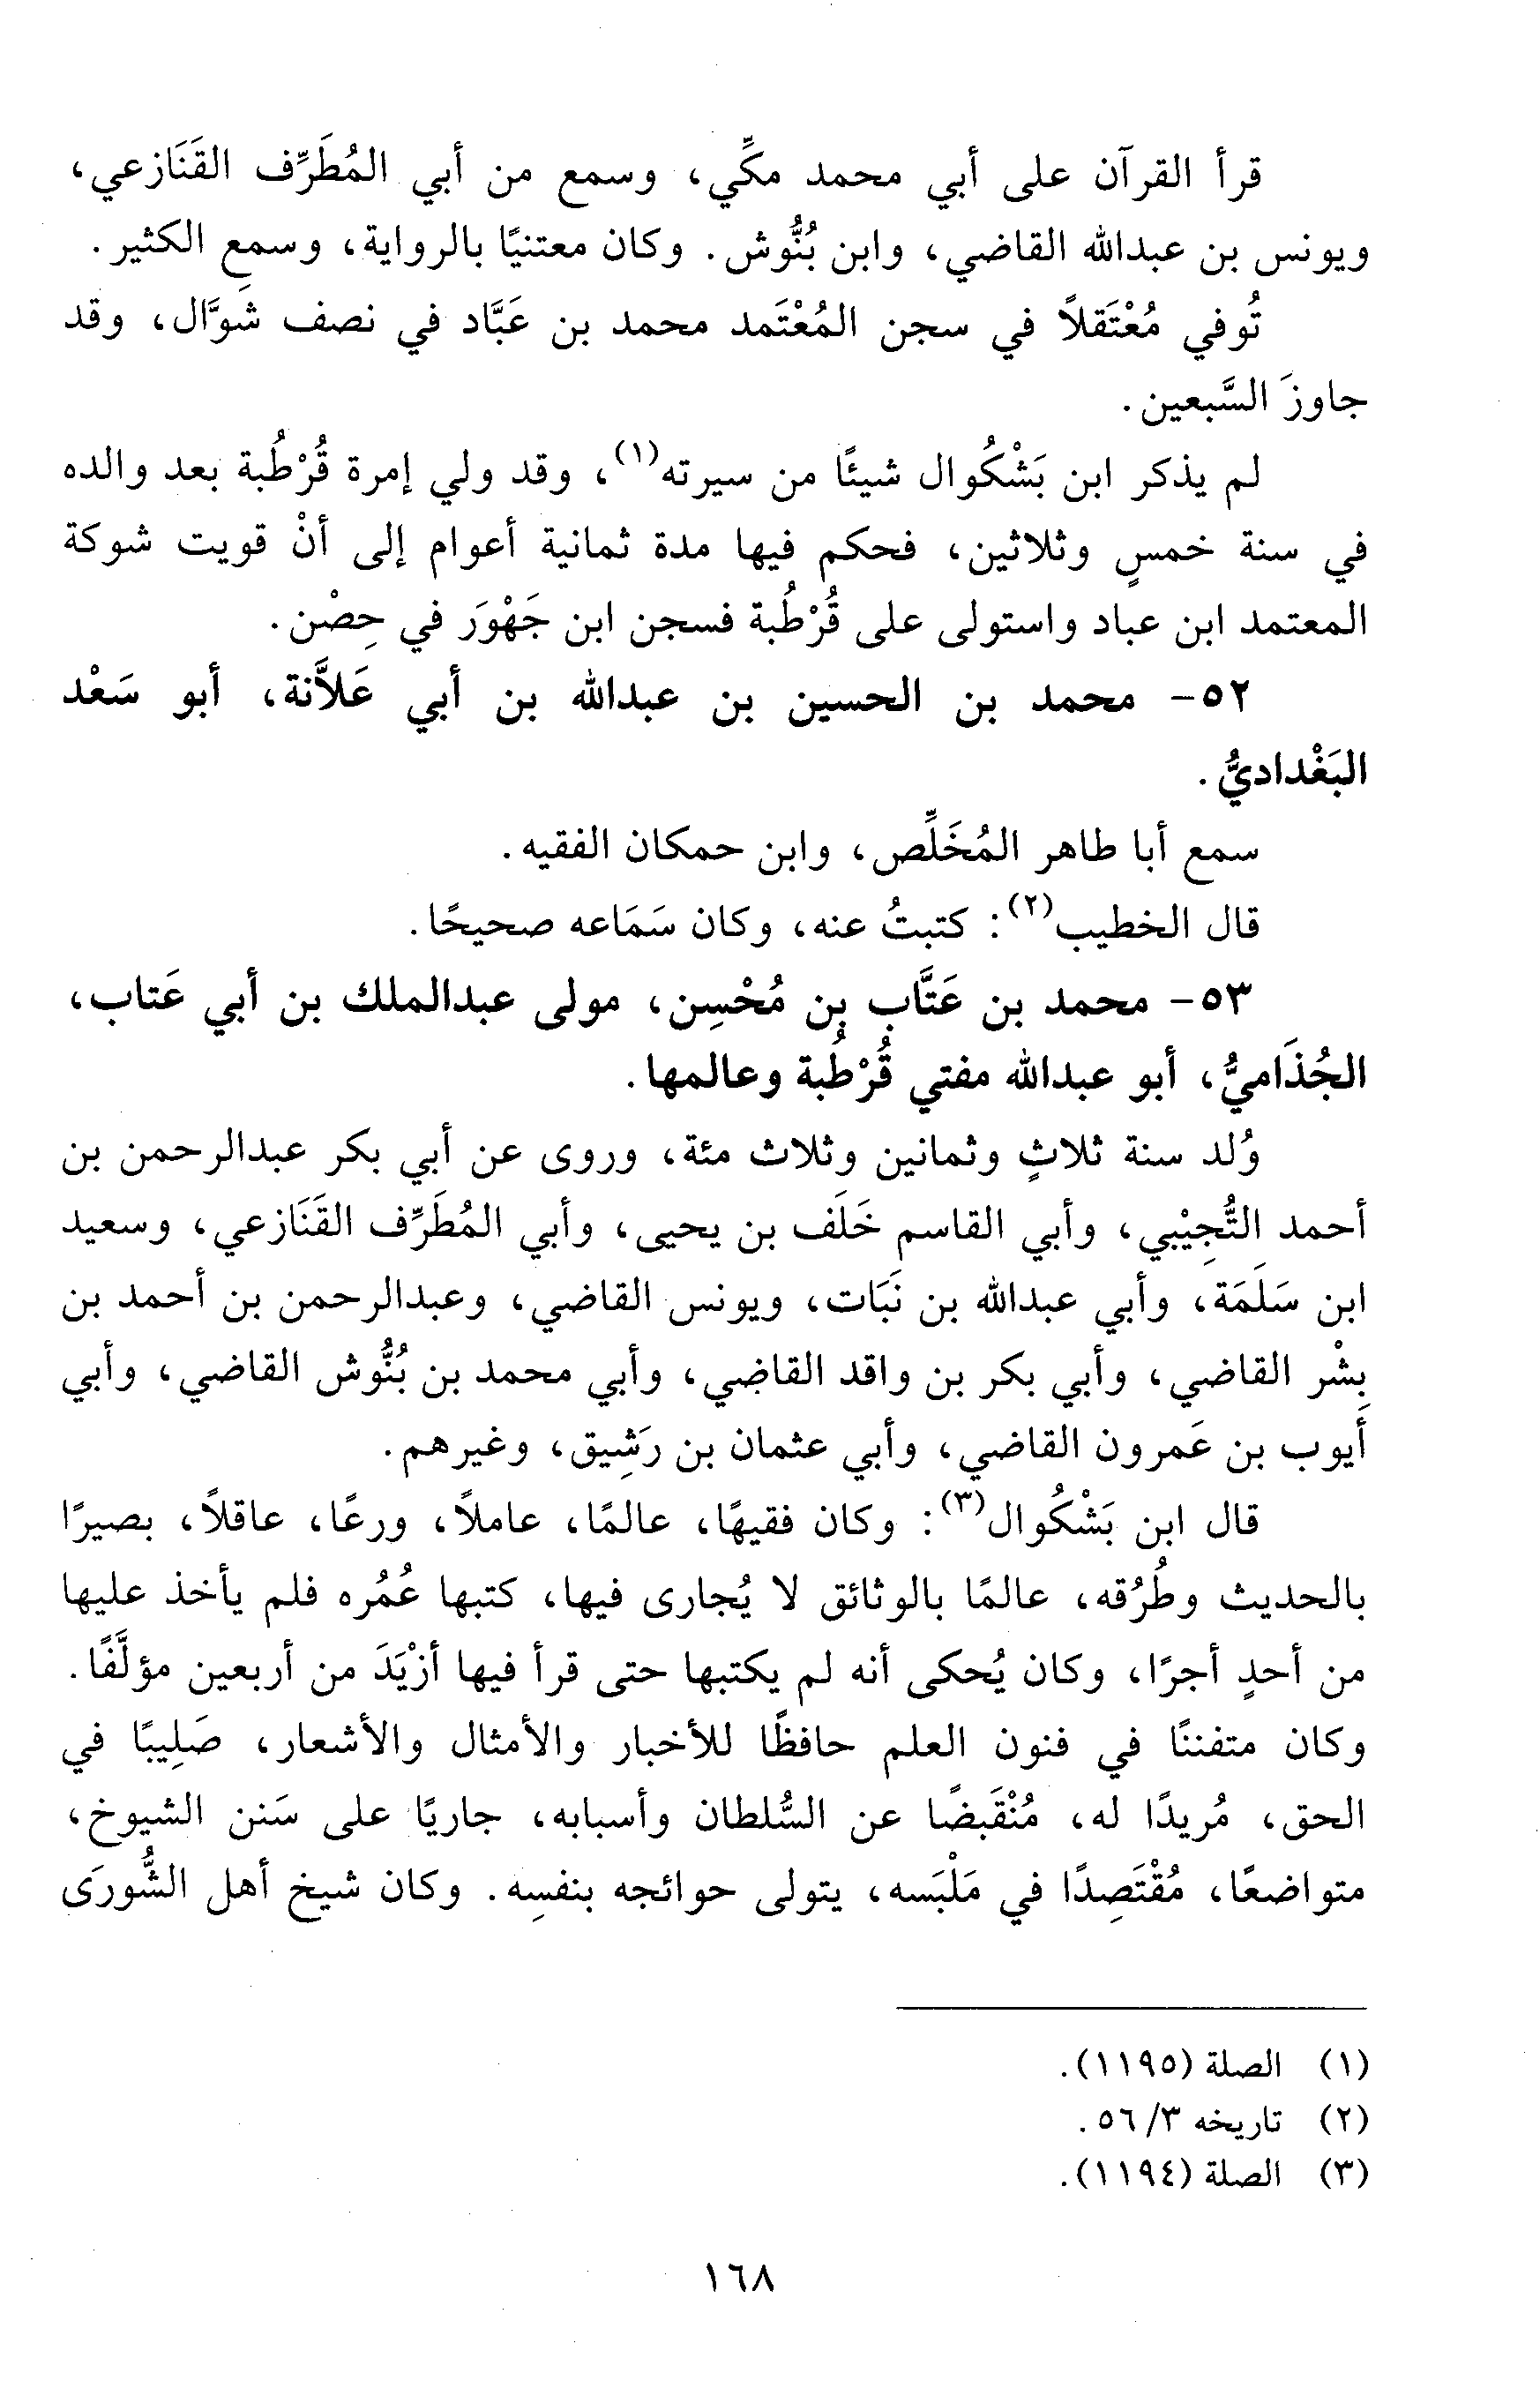 قرأ القرآن على أبي محمد مكِّي، وسمع من أبي المُطَرِّف القَنَازعي،
ويونس بن عبدالله القاضي، وابن بُنُّوش. وكان معتنيًا بالرواية، وسمِع الكثير.
تُوفي مُعْتَقلاً في سجن المُعْتَمد محمد بن عَبَّاد في نصف شوَّال، وقد
جاوزَ السَّبعين.
لم يذكر ابن بَشْكُوال شيئًا من سيرته(١)، وقد ولي إمرة قُرْطُبة بعد والده
في سنة خمسٍ وثلاثين، فحكم فيها مدة ثمانية أعوام إلى أنْ قويت شوكة
المعتمد ابن عباد واستولى على قُرْطُبة فسجن ابن جَهْوَر في حِصْن.
٥٢- محمد بن الحسين بن عبدالله بن أبي عَلاَّنة، أبو سَعْد
البَغْداديُّ.
سمع أبا طاهر المُخَلِّص، وابن حمكان الفقيه.
قال الخطيب(٢): كتبتُ عنه، وكان سَمَاعه صحيحًا.
٥٣- محمد بن عَتَّاب بن مُحْسِن، مولى عبدالملك بن أبي عَتاب،
الجُذَاميُّ، أبو عبدالله مفتي قُرْطُبة وعالمها.
وُلد سنة ثلاثٍ وثمانين وثلاث مئة، وروى عن أبي بكر عبدالرحمن بن
أحمد التُّجِيْبي، وأبي القاسم خَلَف بن يحيى، وأبي المُطَرِّف القَنَازعي، وسعيد
ابن سَلَمَة، وأبي عبدالله بن نَبَات، ويونس القاضي، وعبدالرحمن بن أحمد بن
بِشْر القاضي، وأبي بكر بن واقد القاضي، وأبي محمد بن بُنُّوش القاضي، وأبي
أيوب بن عَمرون القاضي، وأبي عثمان بن رَشِيق، وغيرهم.
قال ابن بَشْكُوال(٣): وكان فقيهًا، عالمًا، عاملاً، ورعًا، عاقلاً، بصيرًا
بالحديث وطُرُقه، عالمًا بالوثائق لا يُجارى فيها، كتبها عُمُره فلم يأخذ عليها
من أحدٍ أجرًا، وكان يُحكى أنه لم يكتبها حتى قرأ فيها أزْيَدَ من أربعين مؤلَّفًا.
وكان متفننًا في فنون العلم حافظًا للأخبار والأمثال والأشعار، صَلِيبًا في
الحق، مُريدًا له، مُنْقَبضًا عن السُّلطان وأسبابه، جاريًا على سَنن الشيوخ،
متواضعًا، مُقْتَصِدًا في مَلْبَسه، يتولى حوائجه بنفسِه. وكان شيخ أهل الشُّورَى
(١) الصلة (١١٩٥).
(٢) تاريخه ٣/ ٥٦.
(٣) الصلة (١١٩٤).
١٦٨